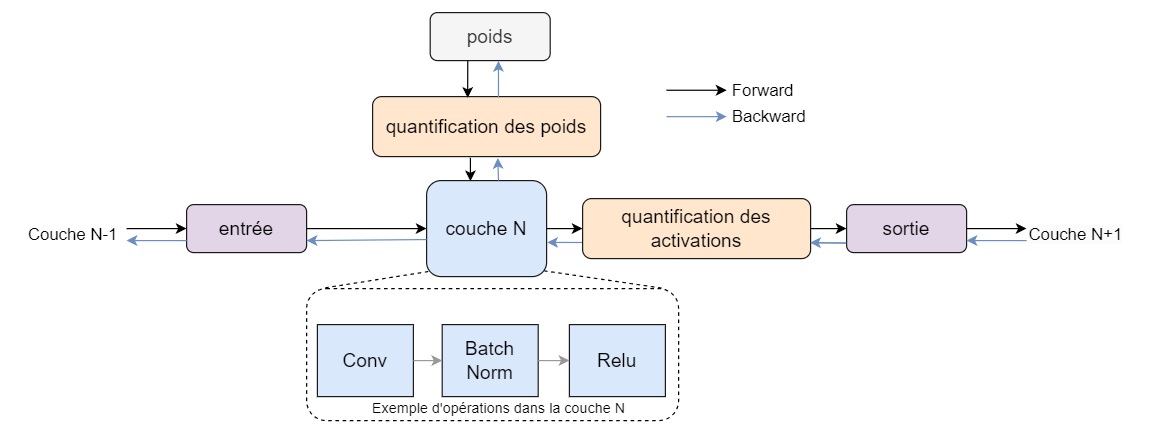 poids
quantification des poids
Forward
Backward
Couche N-1
entrée
couche N
quantification des
activations
sortie
Couche N+1
Conv
Batch
Norm
Relu
Exemple d'opérations dans la couche N